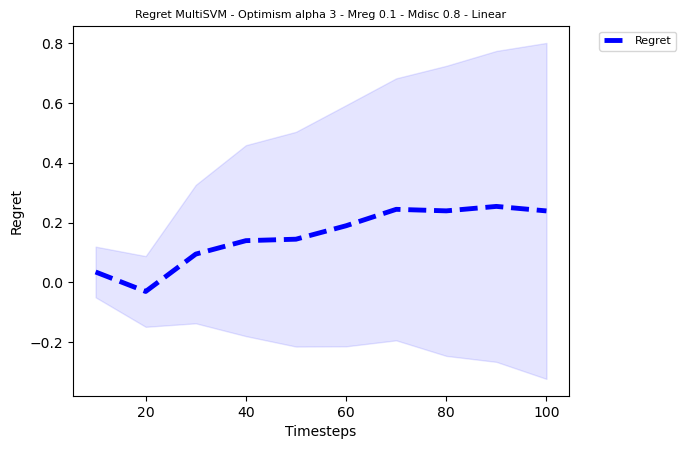 Regret MultiSVM - Optimism alpha 3 - Mreg 0.1 - Mdisc 0.8 - Linear
Regret
0.8
0.6
0.4
0.2
0.0
−0.2
Regret
20 40 60 80 100
Timesteps